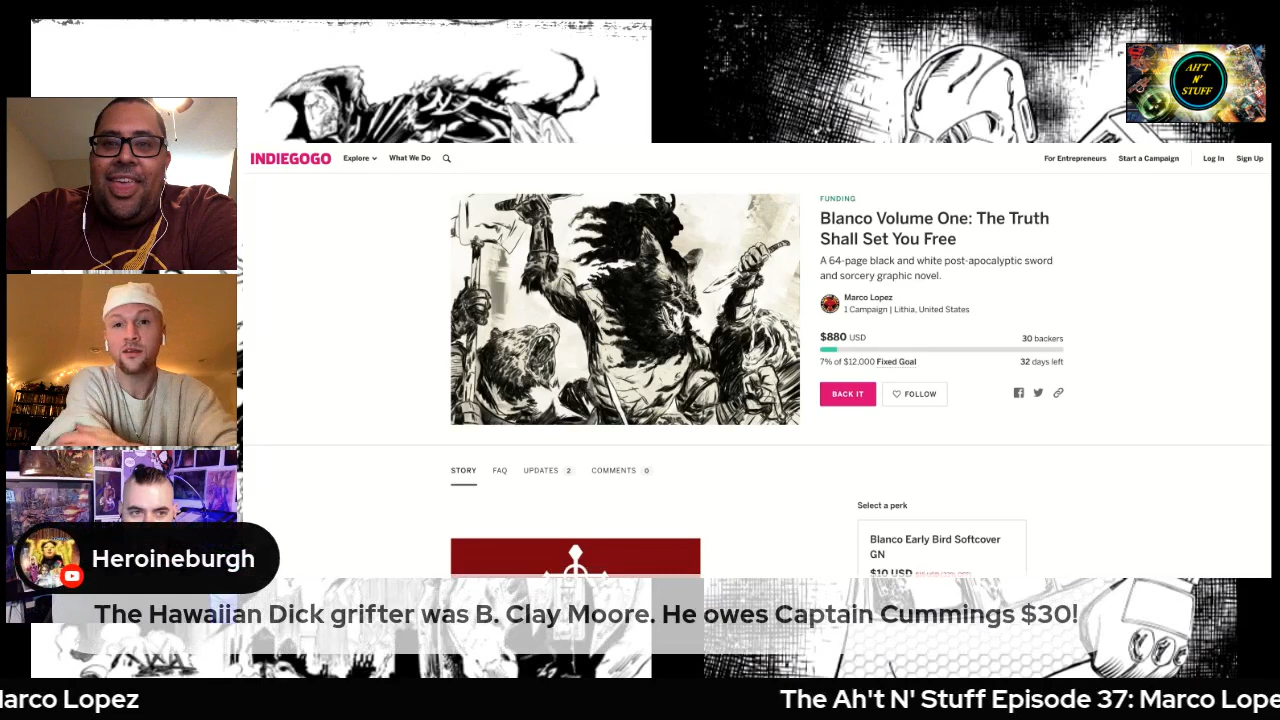 AH'T
N'
STUFF
INDIEGOGO Explore What We Do For Entrepreneurs Start a Campaign Log In Sign Up
FUNDING
Blanco Volume One: The Truth
Shall Set You Free
A 64-page black and white post-apocalyptic sword
and sorcery graphic novel.
Marco Lopez
1 Campaign | Lithia, United States
$880 USD 30 backers
7% of $12,000 Fixed Goal 32 days left
BACK IT FOLLOW
STORY FAQ UPDATES 2 COMMENTS 0
Select a perk
Blanco Early Bird Softcover
GN
$10 USD
Heroineburgh
The Hawaiian Dick grifter was B. Clay Moore. He owes Captain Cummings $30!
larco Lopez The Ah't N' Stuff Episode 37: Marco Lope